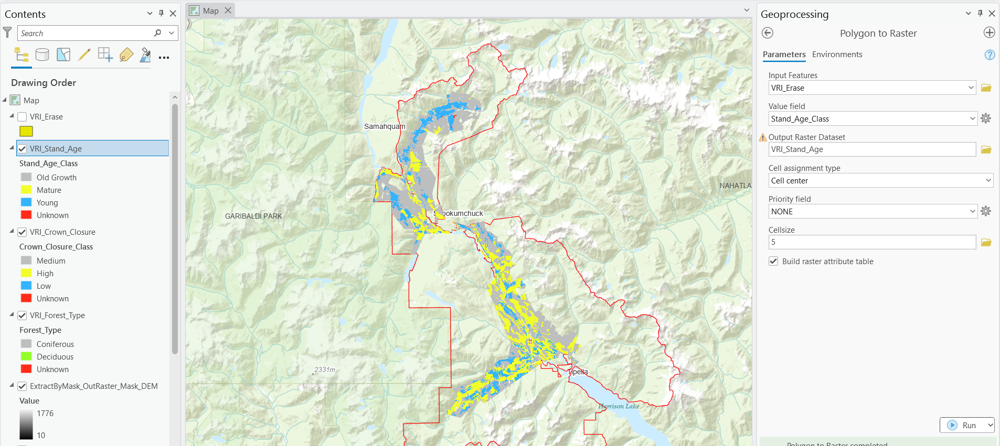 Contents
Search
Drawing Order
Map
VRI_Erase
VRI_Stand_Age
Stand_Age_Class
Old Growth
Mature
Young
Unknown
VRI_Crown_Closure
Crown_Closure_Class
Medium
High
Low
Unknown
VRI_Forest_Type
Forest_Type
Coniferous
Deciduous
Unknown
ExtractByMask_OutRaster_Mask_DEM
Value
1776
10
Map
Samahquam
NAHATLA
GARIBALDI PARK
Skookumchuck
2331m
Tipella
Harrison Lake
Geoprocessing
Polygon to Raster
Parameters Environments
Input Features
VRI_Erase
Value field
Stand_Age_Class
Output Raster Dataset
VRI_Stand_Age
Cell assignment type
Cell center
Priority field
NONE
Cellsize
5
Build raster attribute table
Run
Polygon to Raster completed